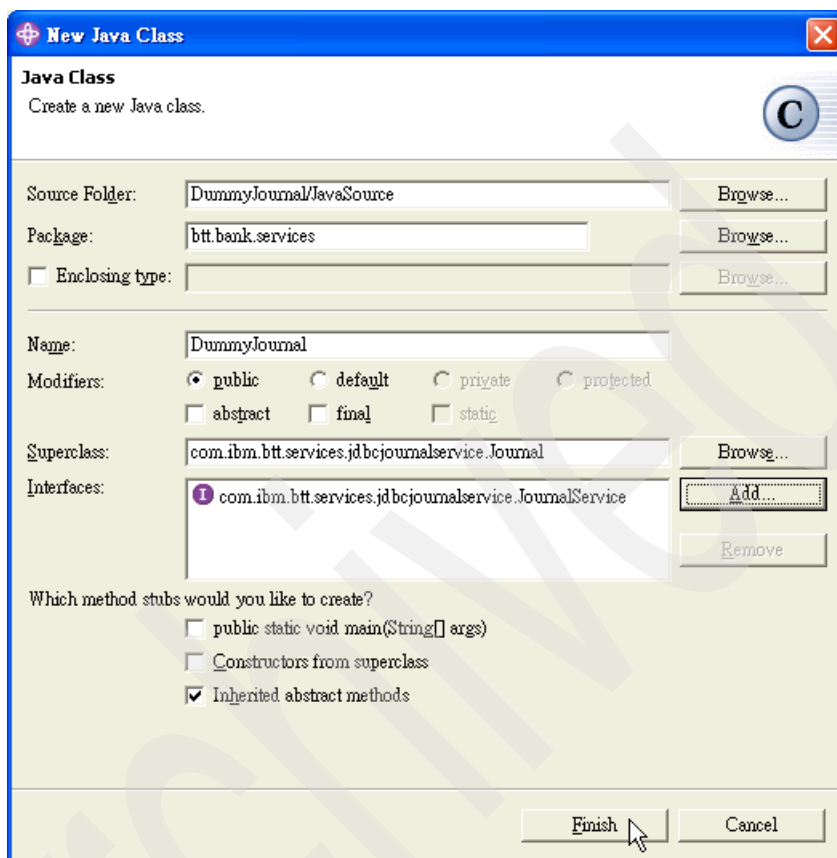 New Java Class
Java Class
Create a new Java class.
C
Source Folder: DummyJournal/JavaSource Browse...
Package: btt.bank.services Browse...
Enclosing type: Browse...
Name: DummyJournal
Modifiers: public default private protected
abstract final static
Superclass: com.ibm.btt.services.jdbcjournalservice.Journal Browse...
Interfaces: I com.ibm.btt.services.jdbcjournalservice.JournalService Add...
Remove
Which method stubs would you like to create?
public static void main(String[] args)
Constructors from superclass
Inherited abstract methods
Finish Cancel